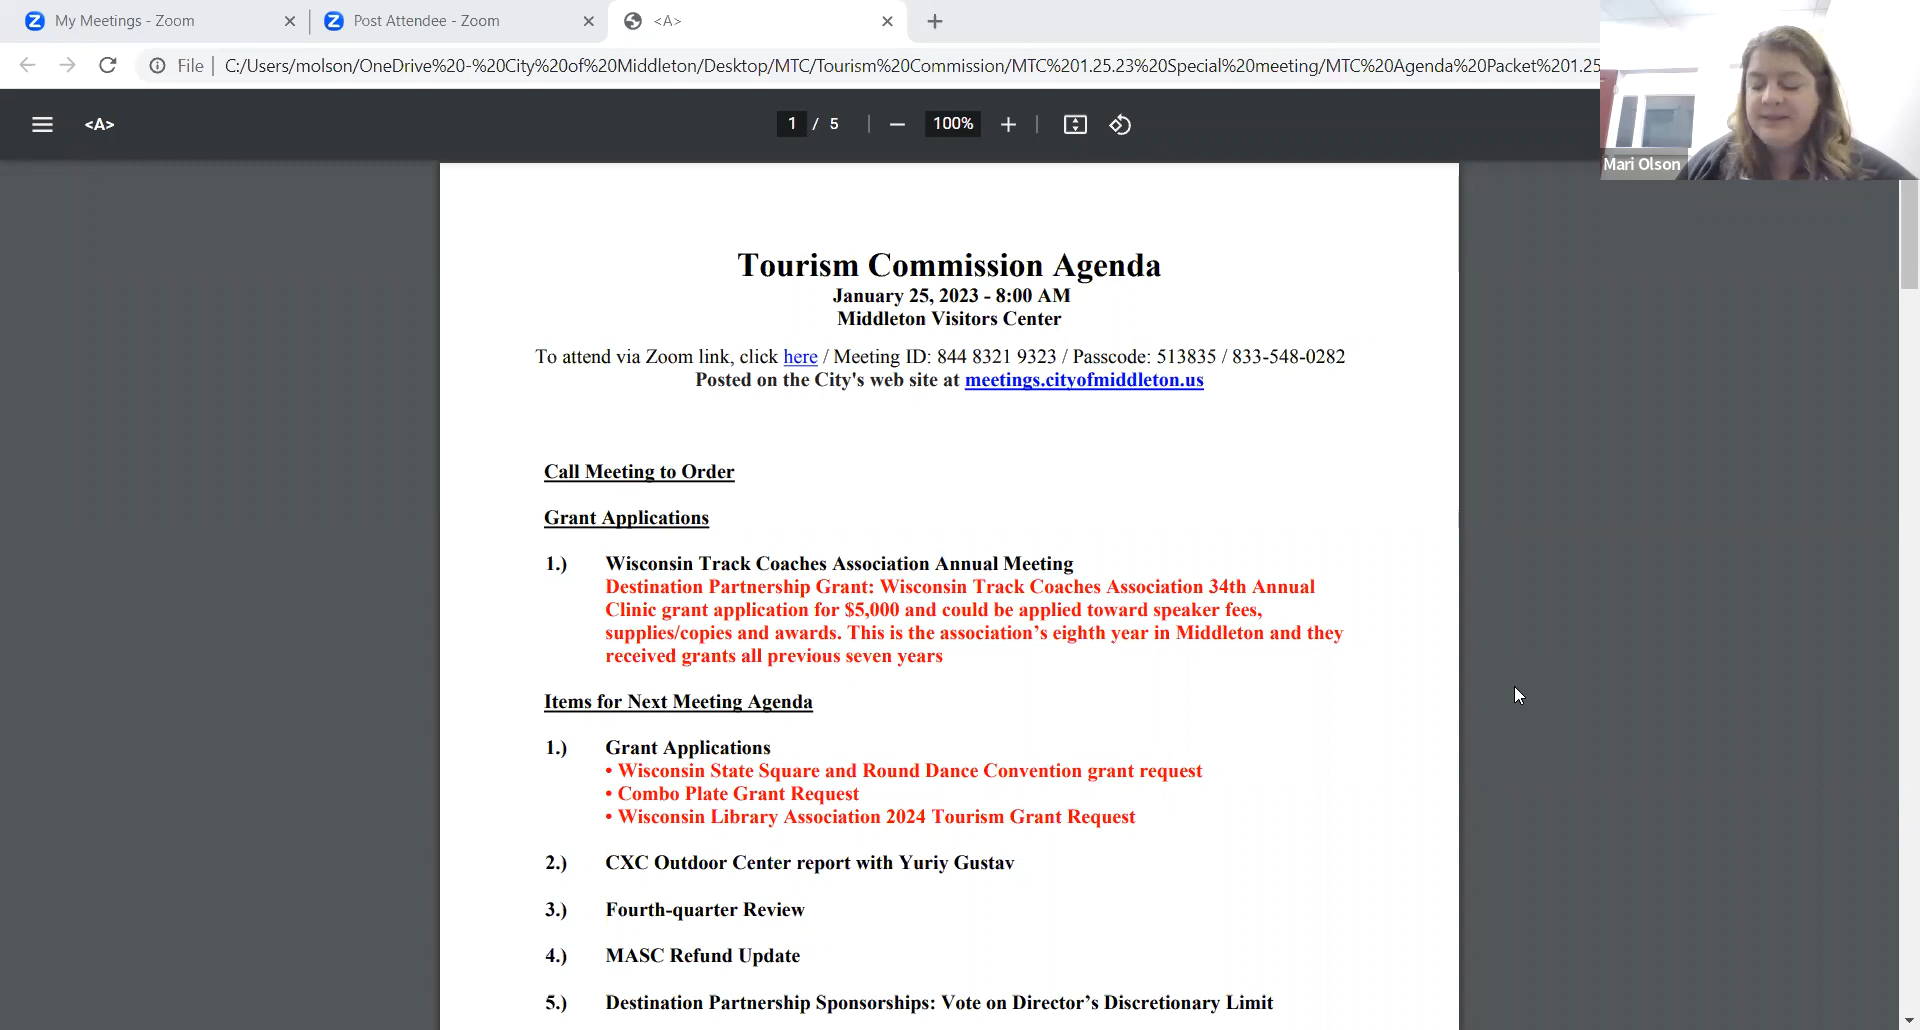 My Meetings - Zoom
Post Attendee - Zoom
<A>
File
C:/Users/molson/OneDrive%20-%20City%20of%20Middleton/Desktop/MTC/Tourism%20Commission/MTC%201.25.23%20Special%20meeting/MTC%20Agenda%20Packet%201.25
<A>
1 / 5
100%
Mari Olson
Tourism Commission Agenda
January 25, 2023 - 8:00 AM
Middleton Visitors Center
To attend via Zoom link, click here / Meeting ID: 844 8321 9323 / Passcode: 513835 / 833-548-0282
Posted on the City's web site at meetings.cityofmiddleton.us
Call Meeting to Order
Grant Applications
1.) Wisconsin Track Coaches Association Annual Meeting
Destination Partnership Grant: Wisconsin Track Coaches Association 34th Annual
Clinic grant application for $5,000 and could be applied toward speaker fees,
supplies/copies and awards. This is the association’s eighth year in Middleton and they
received grants all previous seven years
Items for Next Meeting Agenda
1.) Grant Applications
• Wisconsin State Square and Round Dance Convention grant request
• Combo Plate Grant Request
• Wisconsin Library Association 2024 Tourism Grant Request
2.) CXC Outdoor Center report with Yuriy Gustav
3.) Fourth-quarter Review
4.) MASC Refund Update
5.) Destination Partnership Sponsorships: Vote on Director’s Discretionary Limit